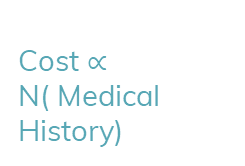 Cost ∝
N( Medical
History)